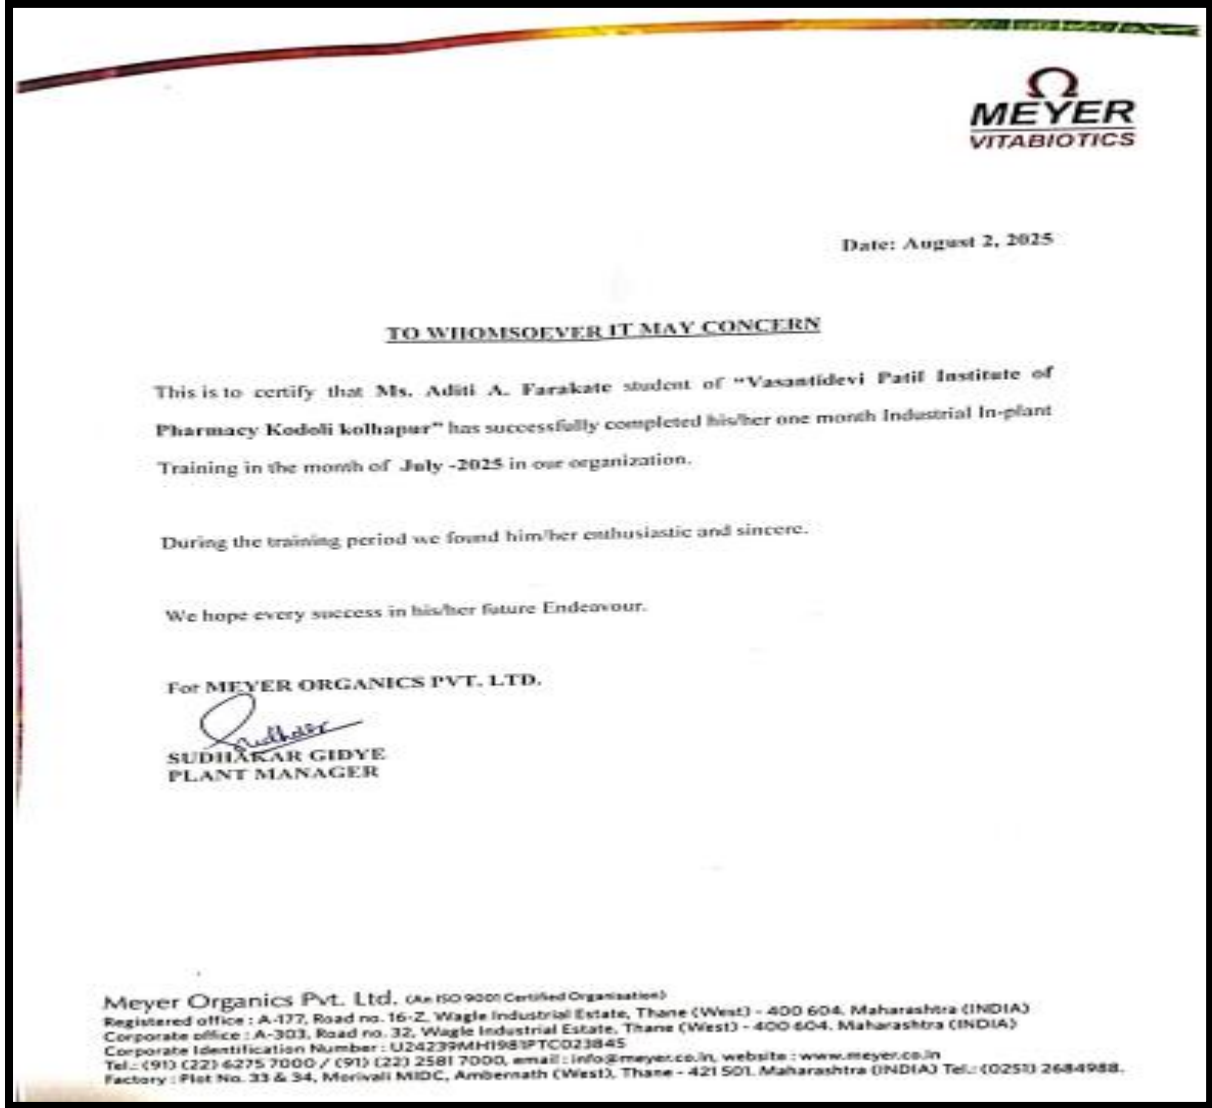 MEYER
VITABIOTICS
Date: August 2, 2025
TO WHOMSOEVER IT MAY CONCERN
This is to certify that Ms. Aditi A. Farakate student of “Vasantidevi Patil Institute of
Pharmacy Kodoli kolhapur” has successfully completed his/her one month Industrial In-plant
Training in the month of July -2025 in our organization.
During the training period we found him/her enthusiastic and sincere.
We hope every success in his/her future Endeavour.
For MEYER ORGANICS PVT. LTD.
Sudhakar
SUDHAKAR GIDYE
PLANT MANAGER
Meyer Organics Pvt. Ltd. (An ISO 9001 Certified Organisation)
Registered office : A-177, Road no. 16-Z, Wagle Industrial Estate, Thane (West) - 400 604, Maharashtra (INDIA)
Corporate office : A-303, Road no. 32, Wagle Industrial Estate, Thane (West) - 400 604, Maharashtra (INDIA)
Corporate Identification Number : U24239MH1981PTC023845
Tel.: (91) (22) 6275 7000 / (91) (22) 2581 7000, email : info@meyer.co.in, website : www.meyer.co.in
Factory : Plot No. 33 & 34, Morivali MIDC, Ambernath (West), Thane - 421 501. Maharashtra (INDIA) Tel.: (0251) 2684988.